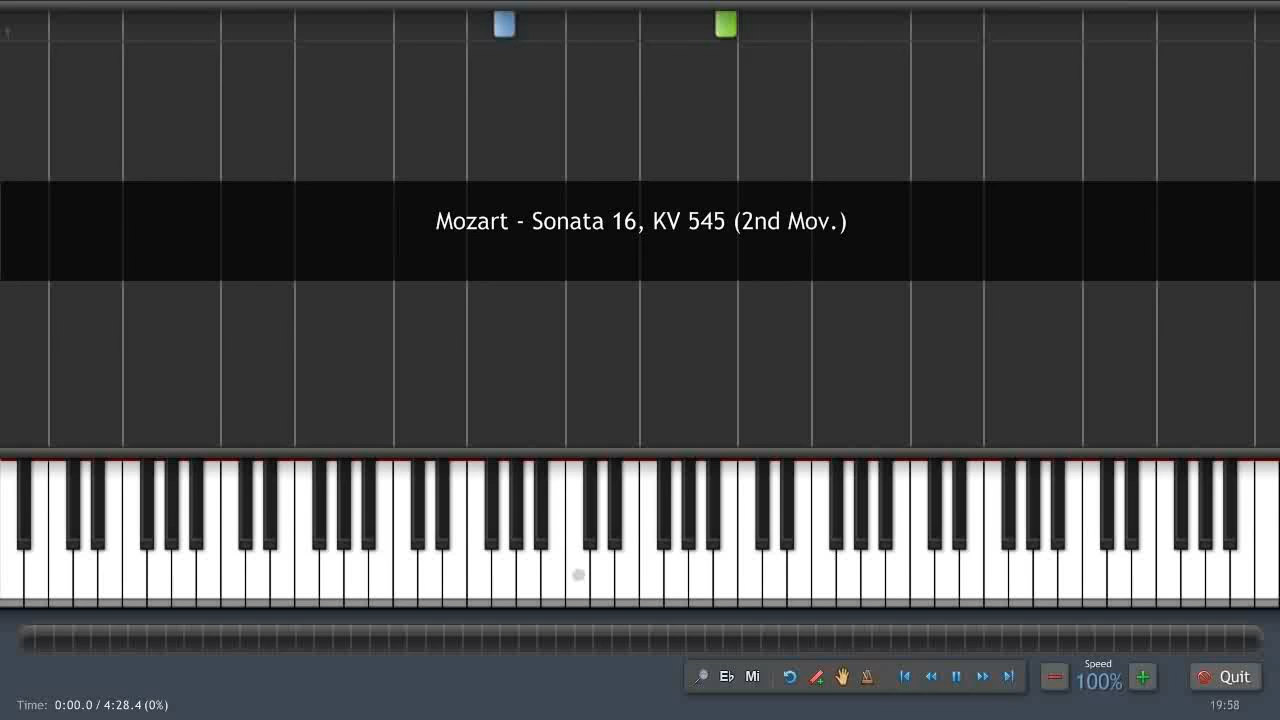 Mozart - Sonata 16, KV 545 (2nd Mov.)
E♭ Mi
Speed
100%
Quit
Time: 0:00.0 / 4:28.4 (0%)
19:58